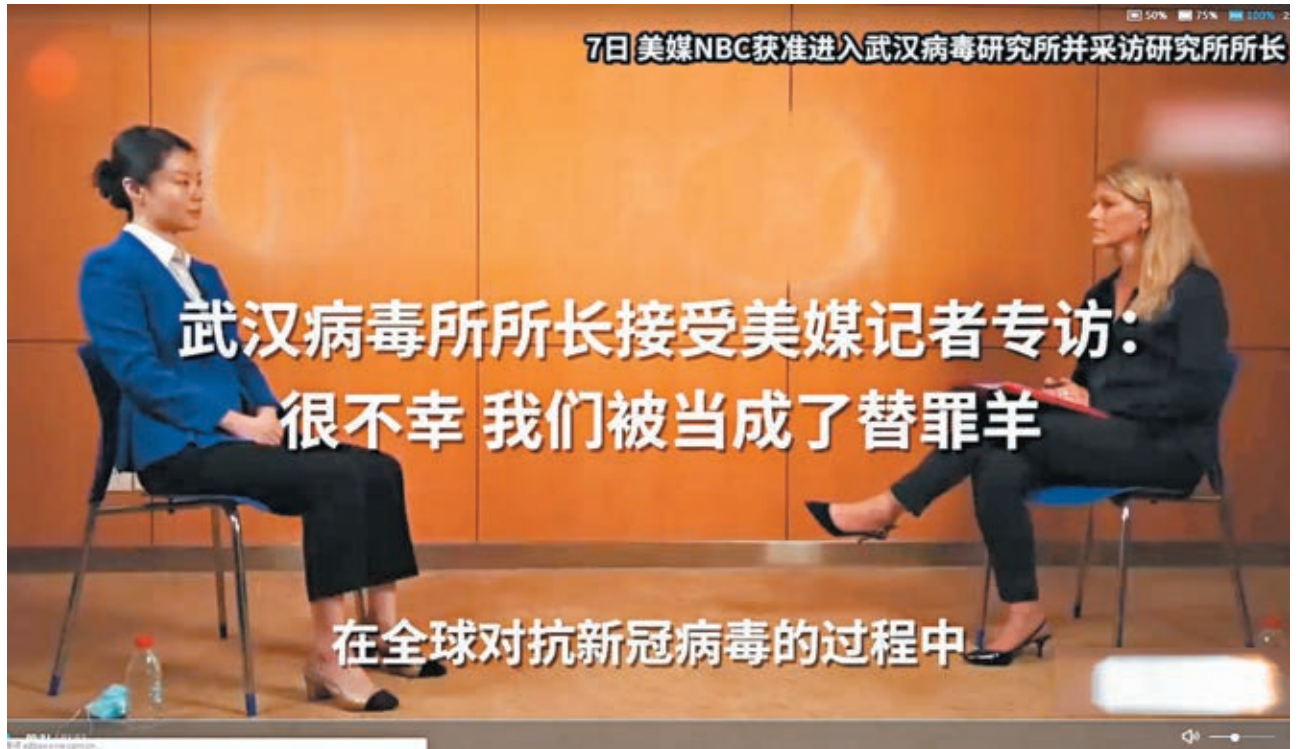 50% 75% 100%
7日 美媒NBC获准进入武汉病毒研究所并采访研究所所长
武汉病毒所所长接受美媒记者专访：
很不幸 我们被当成了替罪羊
在全球对抗新冠病毒的过程中